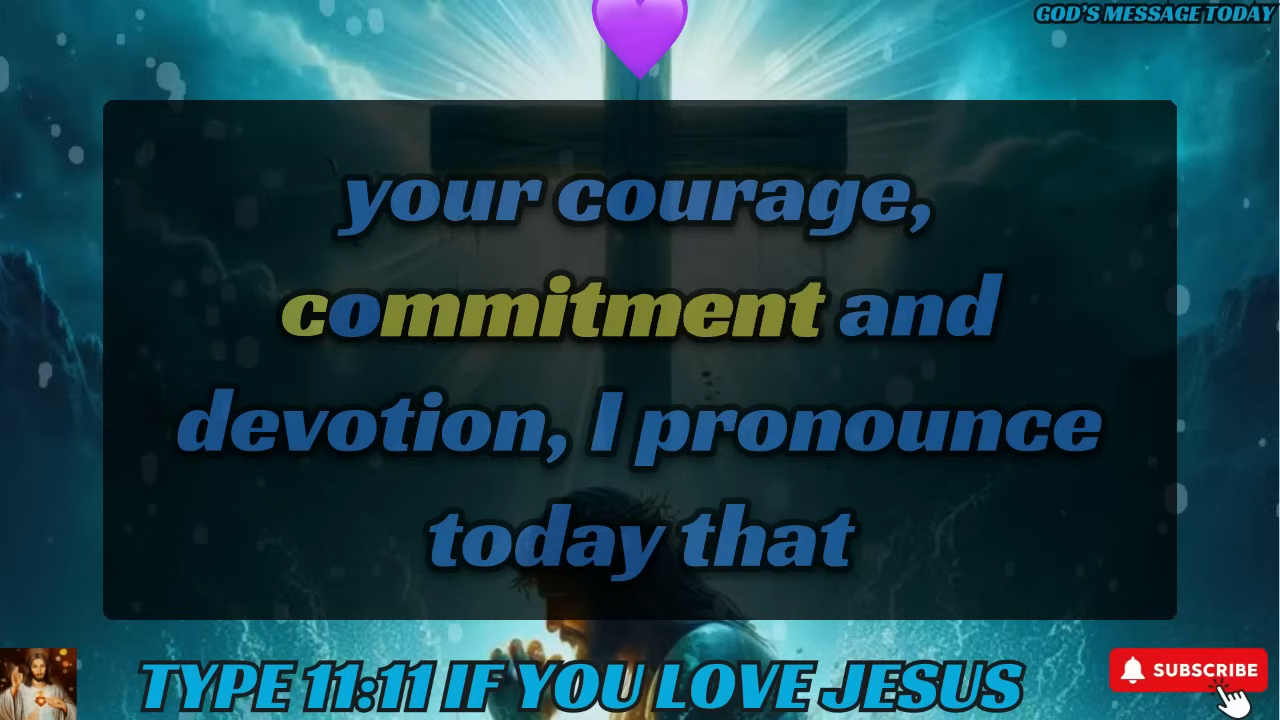 GOD'S MESSAGE TODAY
your courage,
commitment and
devotion, I pronounce
today that
TYPE 11:11 IF YOU LOVE JESUS
SUBSCRIBE